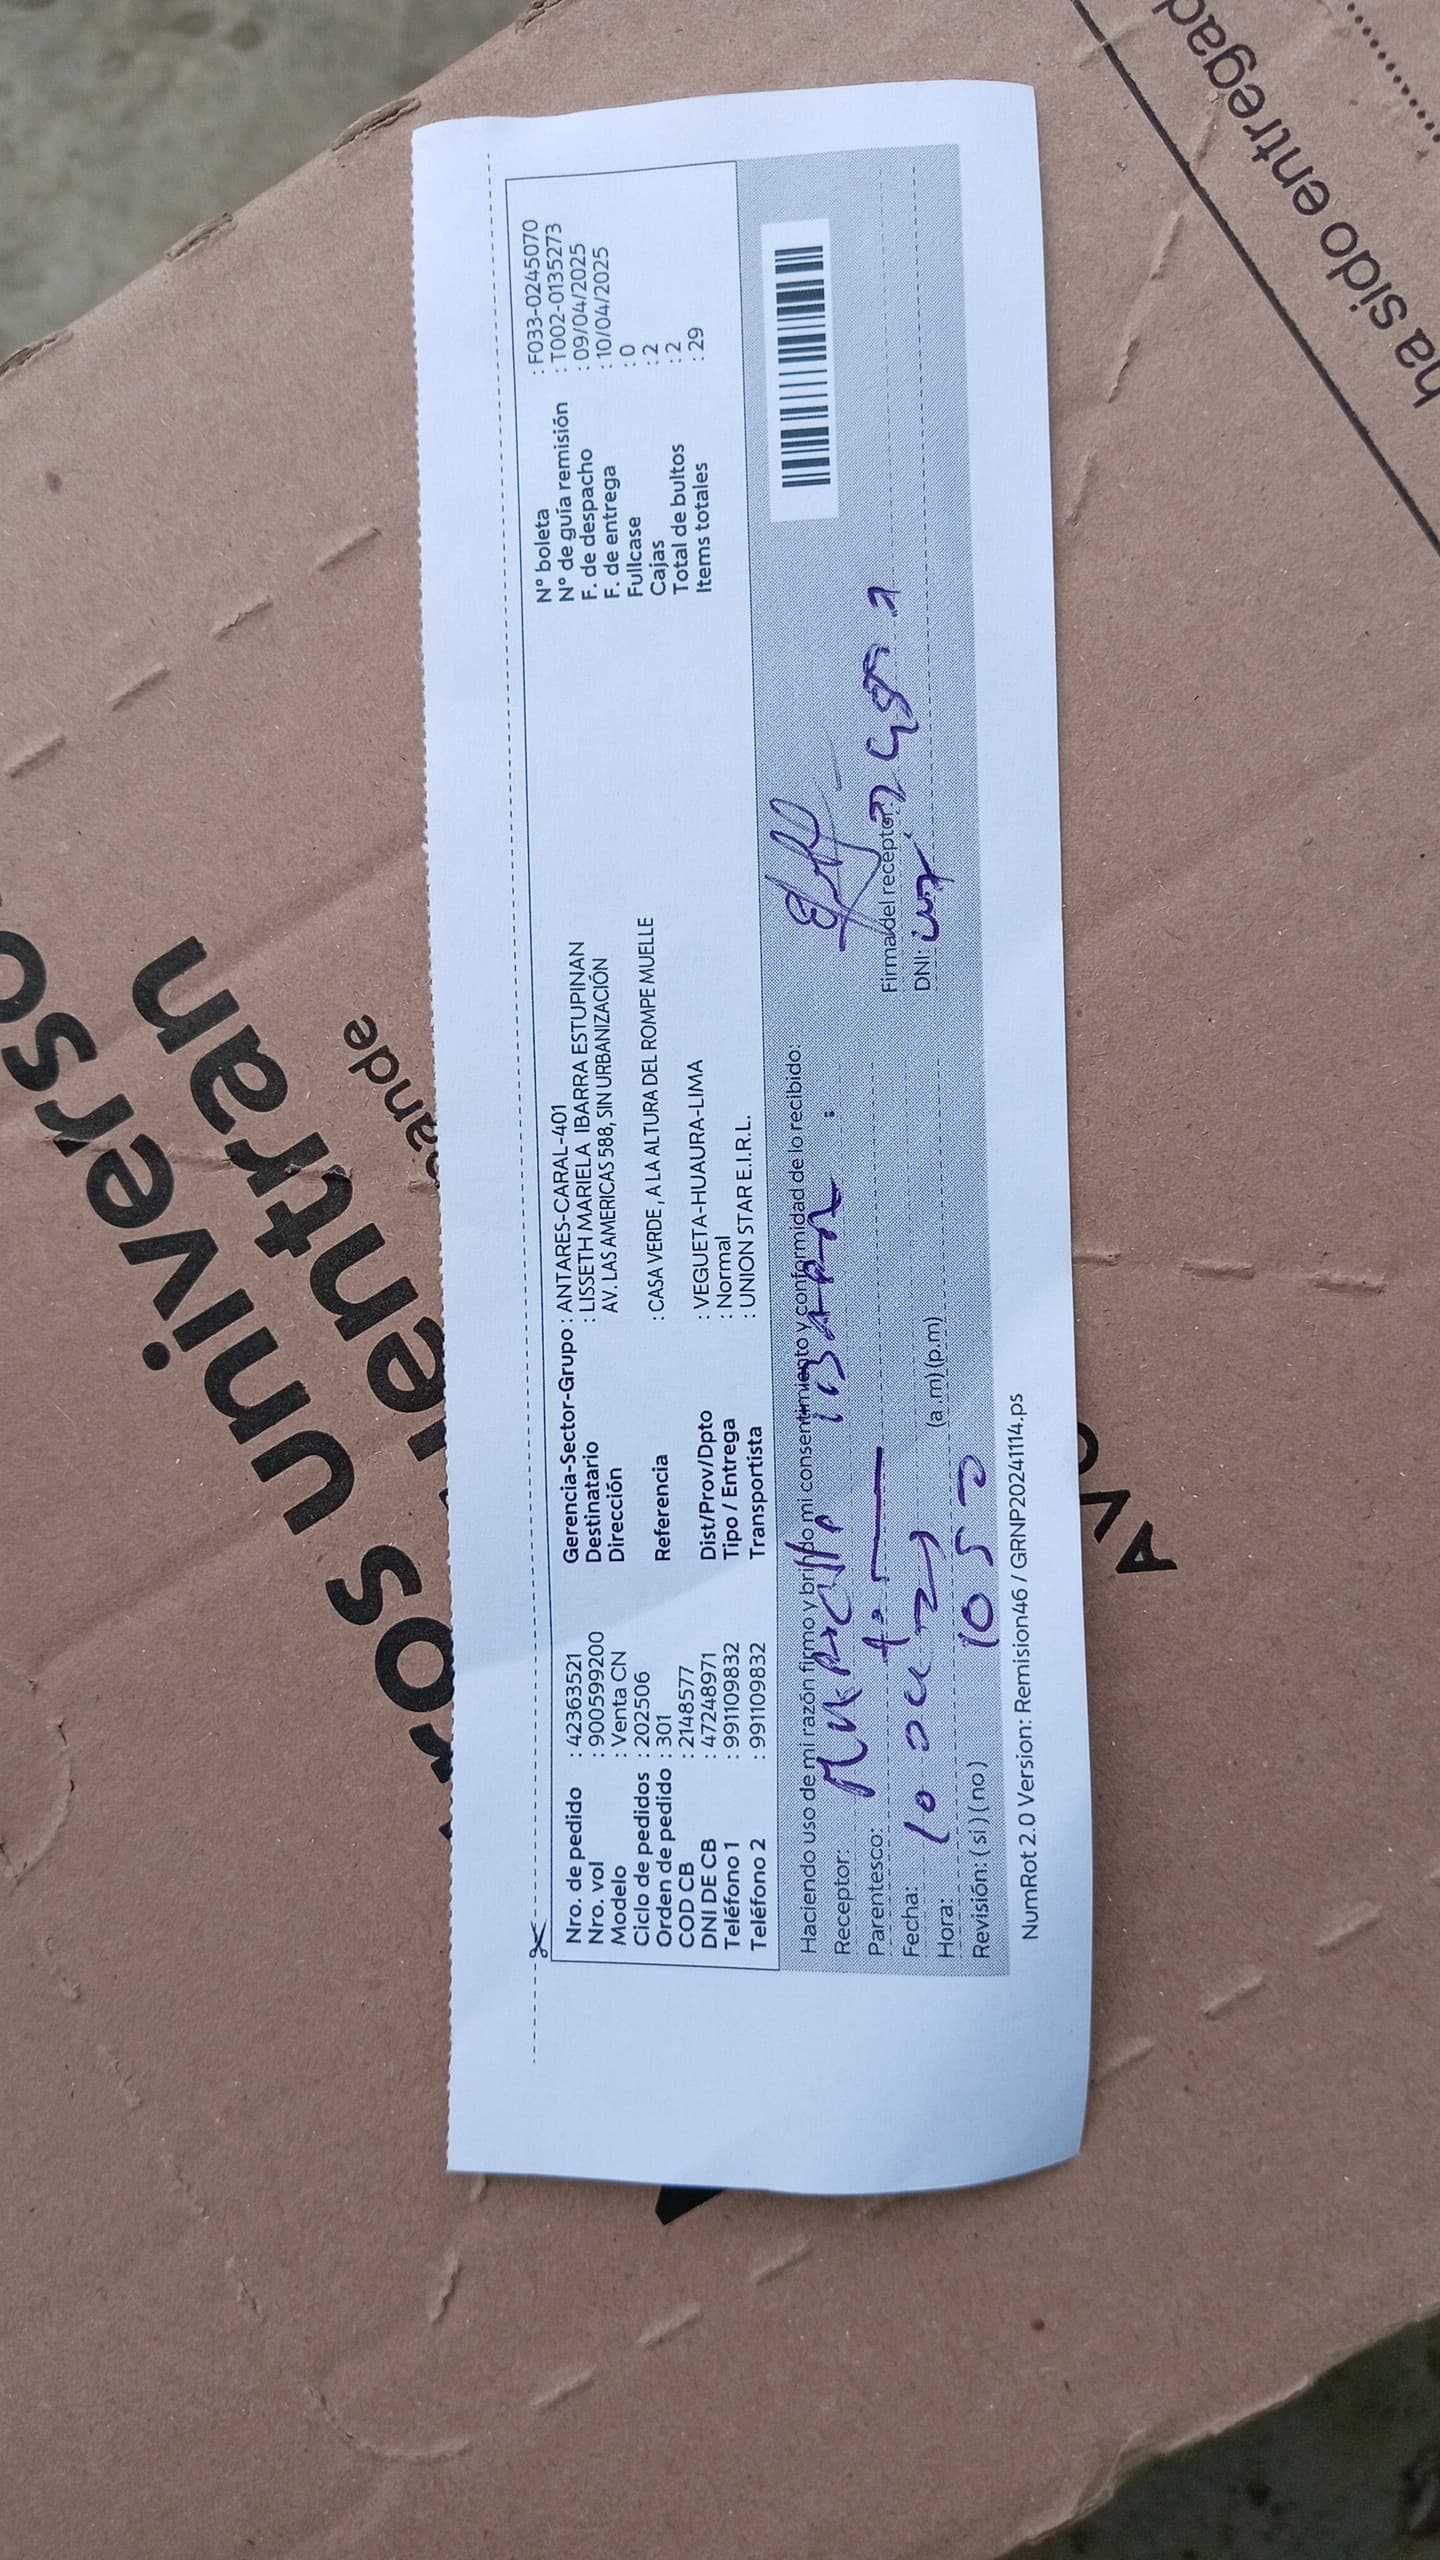 Nro. de pedido : 42363521
Nro. vol : 900599200
Modelo : Venta CN
Ciclo de pedidos : 202506
Orden de pedido : 301
COD CB : 2148577
DNI DE CB : 47248971
Teléfono 1 : 991109832
Teléfono 2 : 991109832
Gerencia-Sector-Grupo : ANTARES-CARAL-401
Destinatario : LISSETH MARIELA IBARRA ESTUPINAN
Dirección AV. LAS AMERICAS 588, SIN URBANIZACIÓN
Referencia : CASA VERDE , A LA ALTURA DEL ROMPE MUELLE
Dist/Prov/Dpto : VEGUETA-HUAURA-LIMA
Tipo / Entrega : Normal
Transportista : UNION STAR E.I.R.L.
N° boleta : F033-0245070
N° de guía remisión : T002-0135273
F. de despacho : 09/04/2025
F. de entrega : 10/04/2025
Fullcase : 0
Cajas : 2
Total de bultos : 2
Items totales : 29
Haciendo uso de mi razón firmo y brindo mi consentimiento y conformidad de lo recibido:
Receptor:
Parentesco:
Fecha: 10 04 25
Hora: 10 50 (a.m) (p.m)
Revisión: ( si ) ( no )
Firma del receptor:
DNI:
NumRot 2.0 Version: Remision46 / GRNP20241114.ps
ha sido entregad